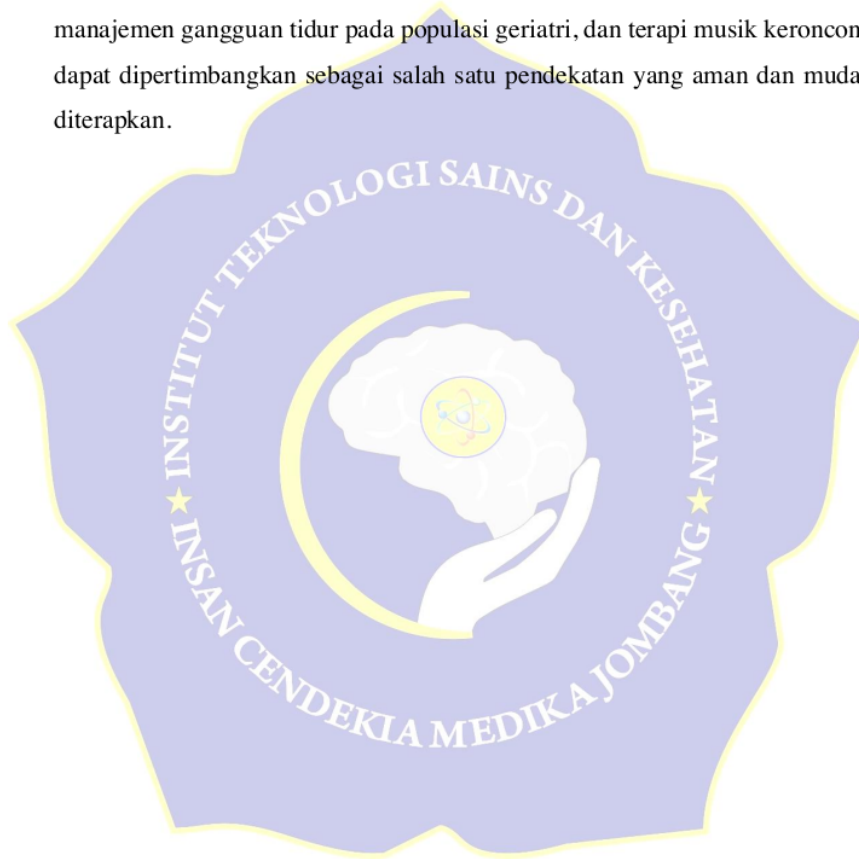 manajemen gangguan tidur pada populasi geriatri, dan terapi musik keroncon
dapat dipertimbangkan sebagai salah satu pendekatan yang aman dan muda
diterapkan.
INSTITUT TEKNOLOGI SAINS DAN KESEHATAN
INSAN CENDEKIA MEDIKA JOMBANG